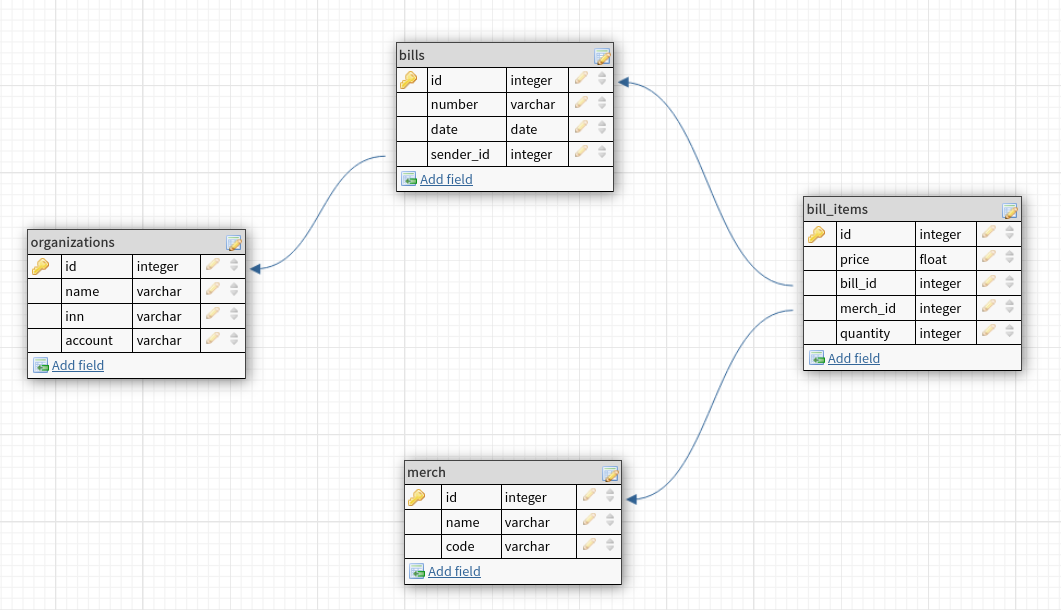 bills
id integer
number varchar
date date
sender_id integer
Add field
bill_items
id integer
price float
bill_id integer
merch_id integer
quantity integer
Add field
organizations
id integer
name varchar
inn varchar
account varchar
Add field
merch
id integer
name varchar
code varchar
Add field